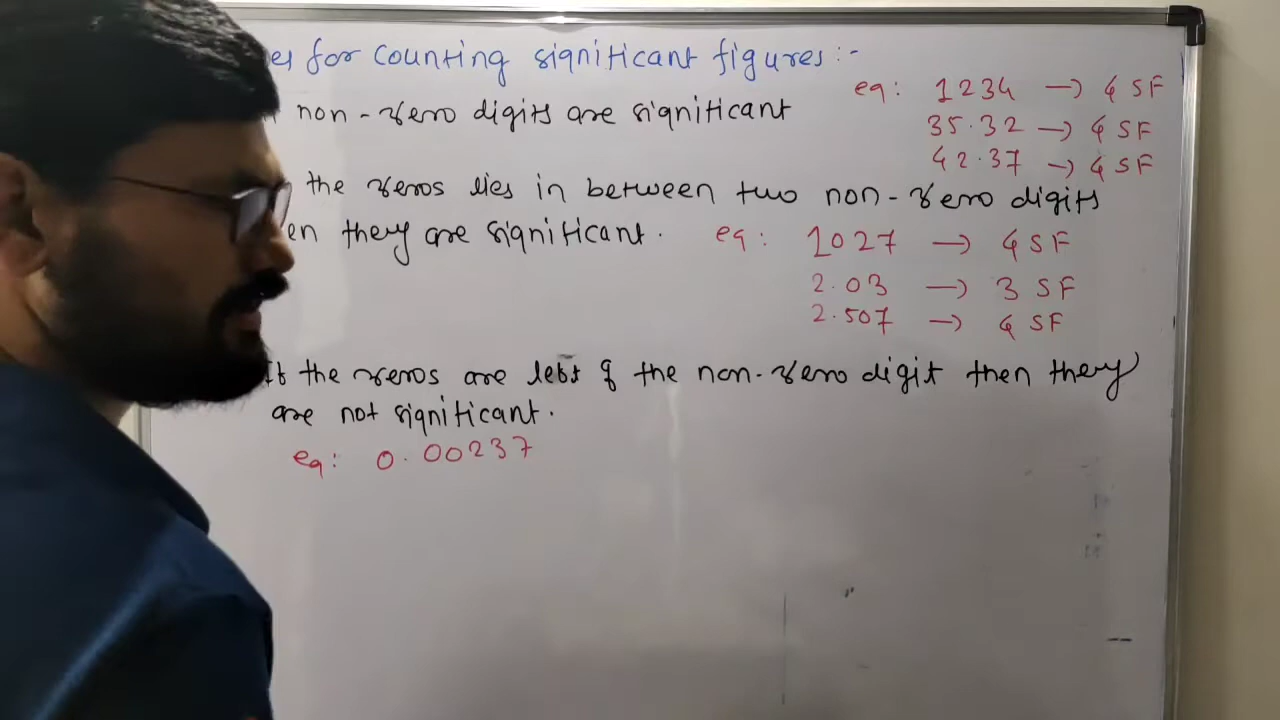 es for counting significant figures :-
non-zero digits are significant
eg: 1234 → 4 SF
35.32 → 4 SF
42.37 → 4 SF
the zeros lies in between two non-zero digits
en they are significant.
eg: 1027 → 4 SF
2.03 → 3 SF
2.507 → 4 SF
If the zeros are left of the non-zero digit then they
are not significant.
eg: 0.00237